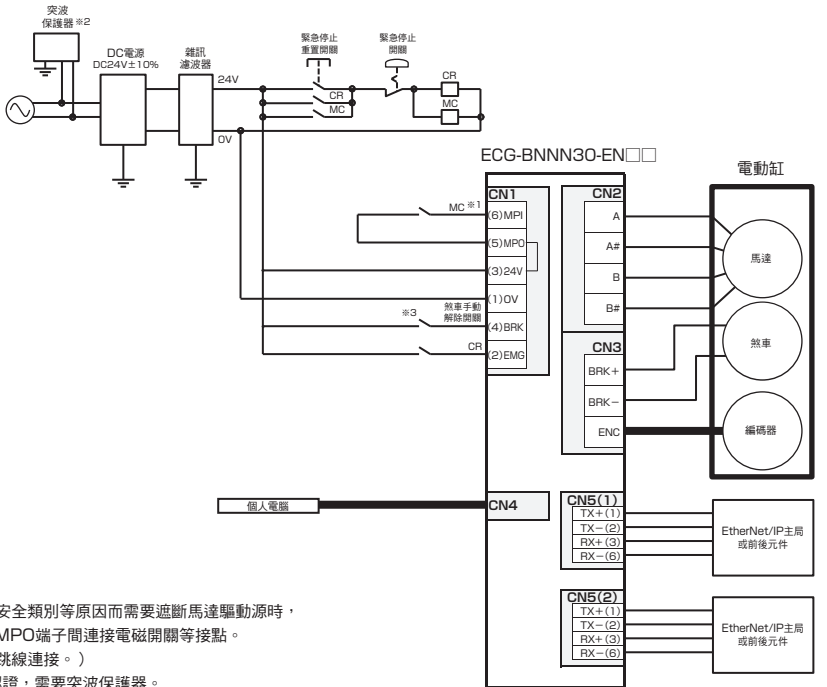 突波
保護器※2
DC電源
DC24V±10%
雜訊
濾波器
24V
0V
緊急停止
重置開關
緊急停止
開關
CR
MC
CR
MC
ECG-BNNN30-EN□□
電動缸
CN1
MC ※1
(6)MPI
(5)MPO
(3)24V
(1)0V
※3
煞車手動
解除開關
(4)BRK
CR
(2)EMG
CN2
A
A#
B
B#
CN3
BRK+
BRK−
ENC
馬達
煞車
編碼器
個人電腦
CN4
CN5(1)
TX+(1)
TX−(2)
RX+(3)
RX−(6)
EtherNet/IP主局
或前後元件
CN5(2)
TX+(1)
TX−(2)
RX+(3)
RX−(6)
EtherNet/IP主局
或前後元件
安全類別等原因而需要遮斷馬達驅動源時，
MPO端子間連接電磁開關等接點。
跳線連接。）
證，需要突波保護器。